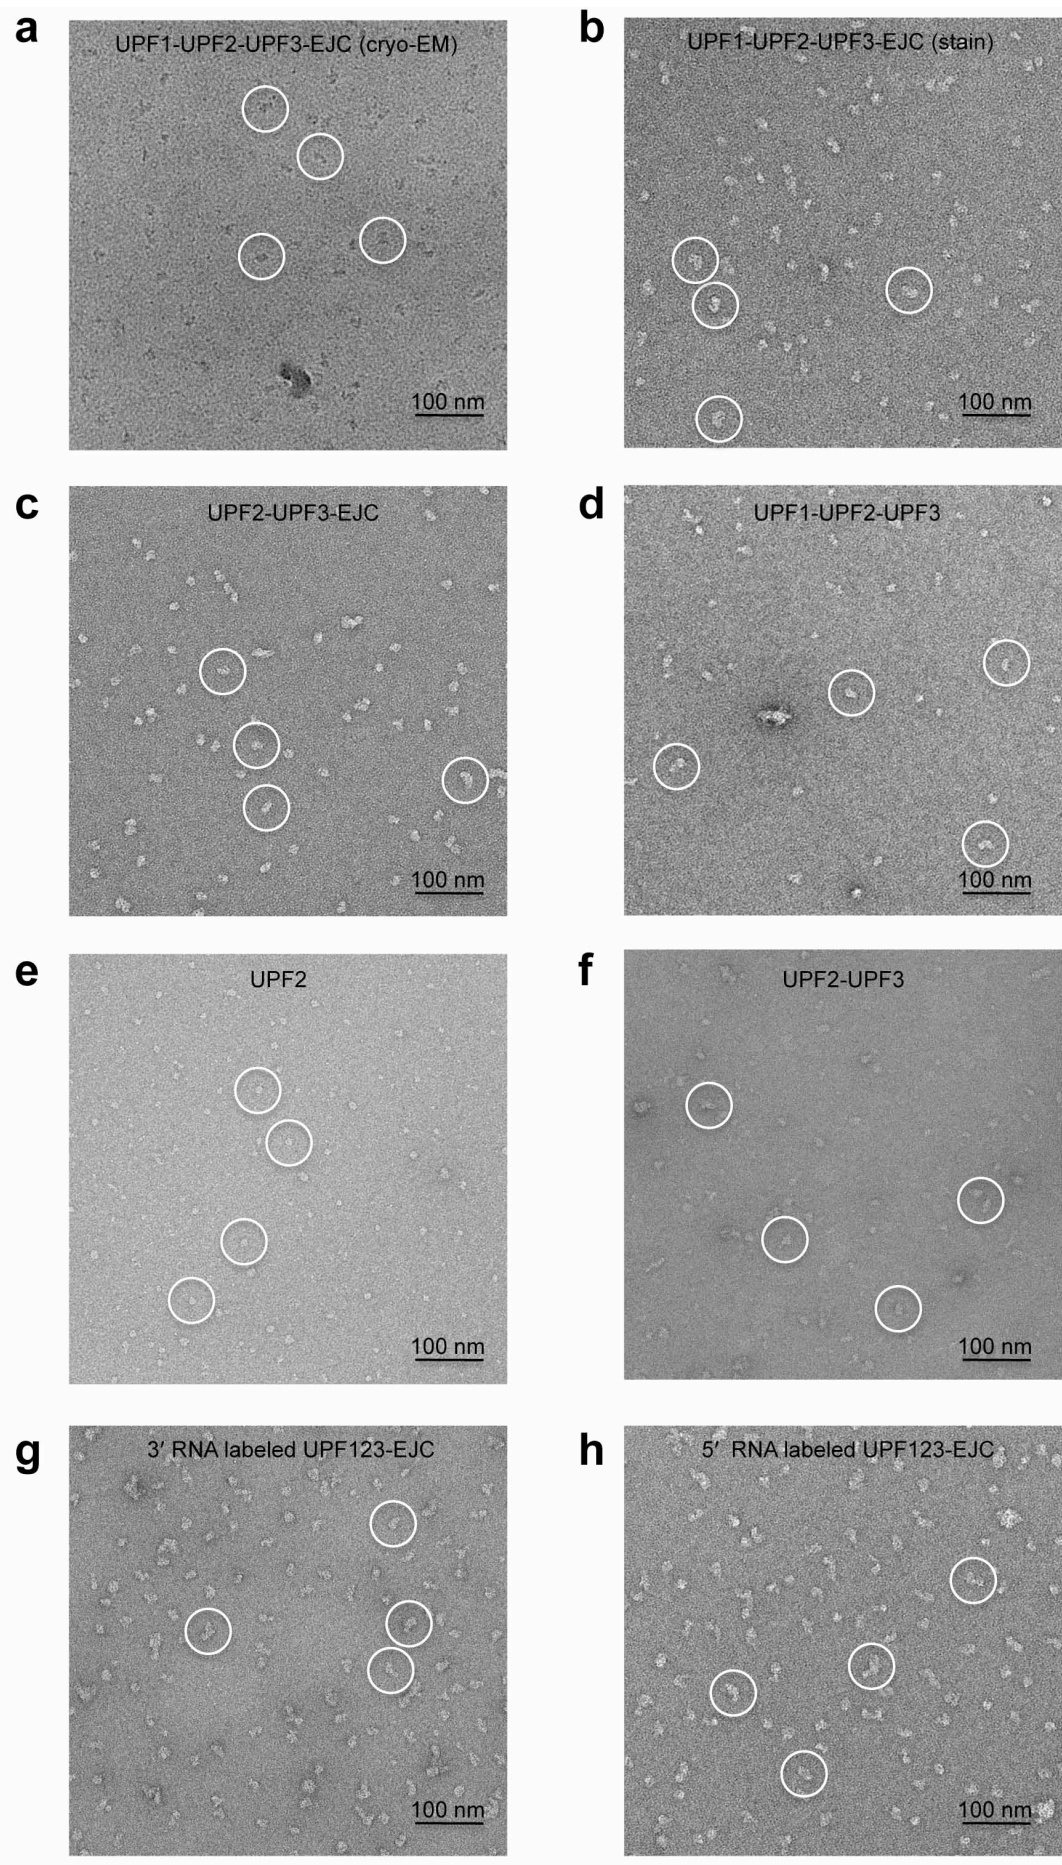 a
UPF1-UPF2-UPF3-EJC (cryo-EM)
100 nm
b
UPF1-UPF2-UPF3-EJC (stain)
100 nm
c
UPF2-UPF3-EJC
100 nm
d
UPF1-UPF2-UPF3
100 nm
e
UPF2
100 nm
f
UPF2-UPF3
100 nm
g
3′ RNA labeled UPF123-EJC
100 nm
h
5′ RNA labeled UPF123-EJC
100 nm